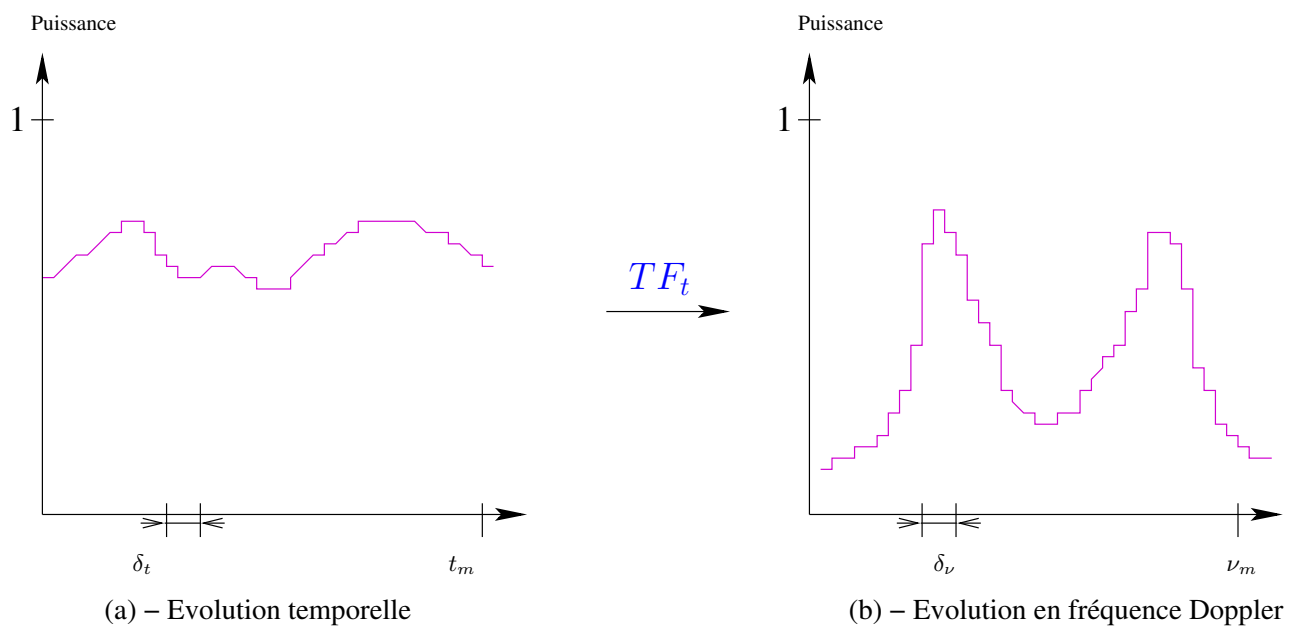 Puissance
Puissance
1
1
TF_t
δ_t
t_m
δ_ν
ν_m
(a) – Evolution temporelle
(b) – Evolution en fréquence Doppler